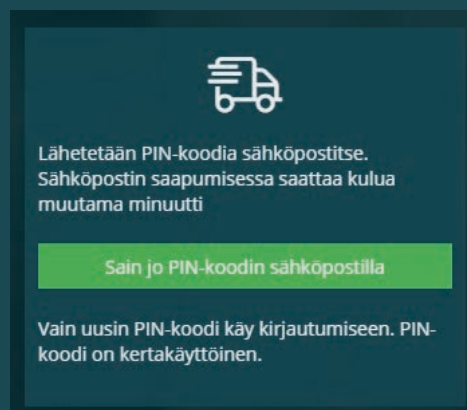 Lähetetään PIN-koodia sähköpostitse.
Sähköpostin saapumisessa saattaa kulua
muutama minuutti
Sain jo PIN-koodin sähköpostilla
Vain uusin PIN-koodi käy kirjautumiseen. PIN-
koodi on kertakäyttöinen.